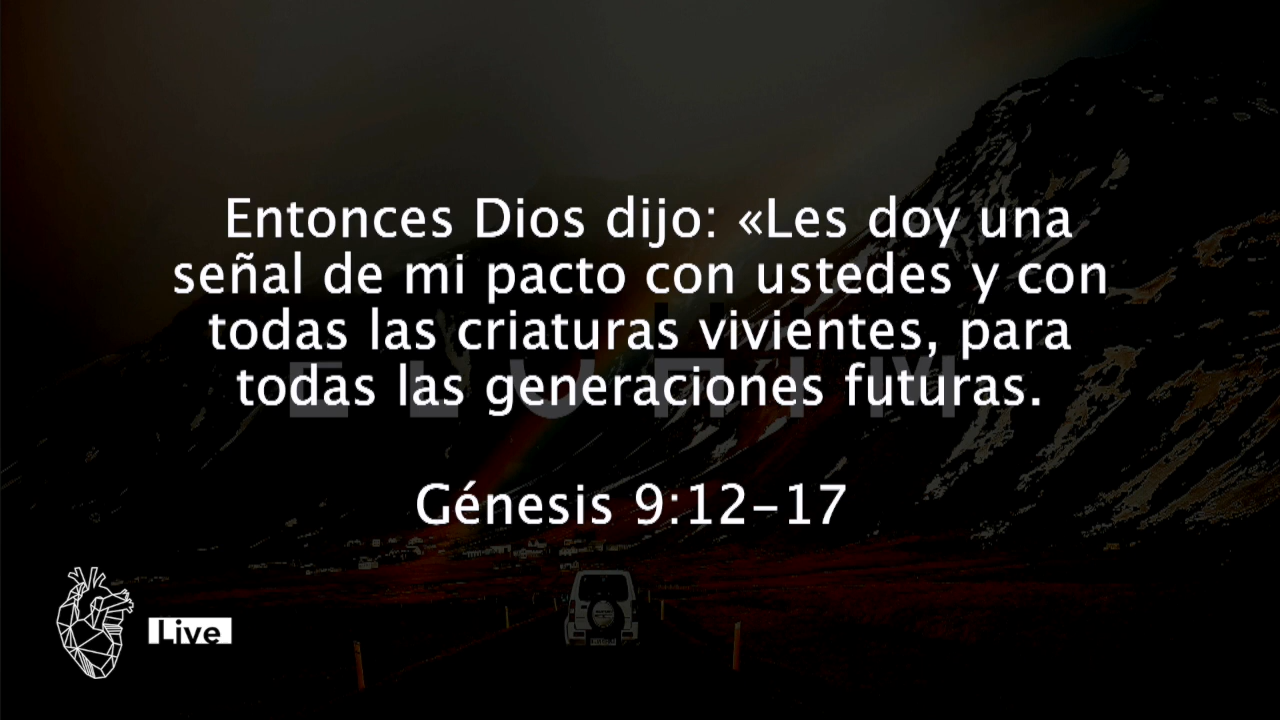 Entonces Dios dijo: «Les doy una
señal de mi pacto con ustedes y con
todas las criaturas vivientes, para
todas las generaciones futuras.
ELOHIM
Génesis 9:12-17
Live